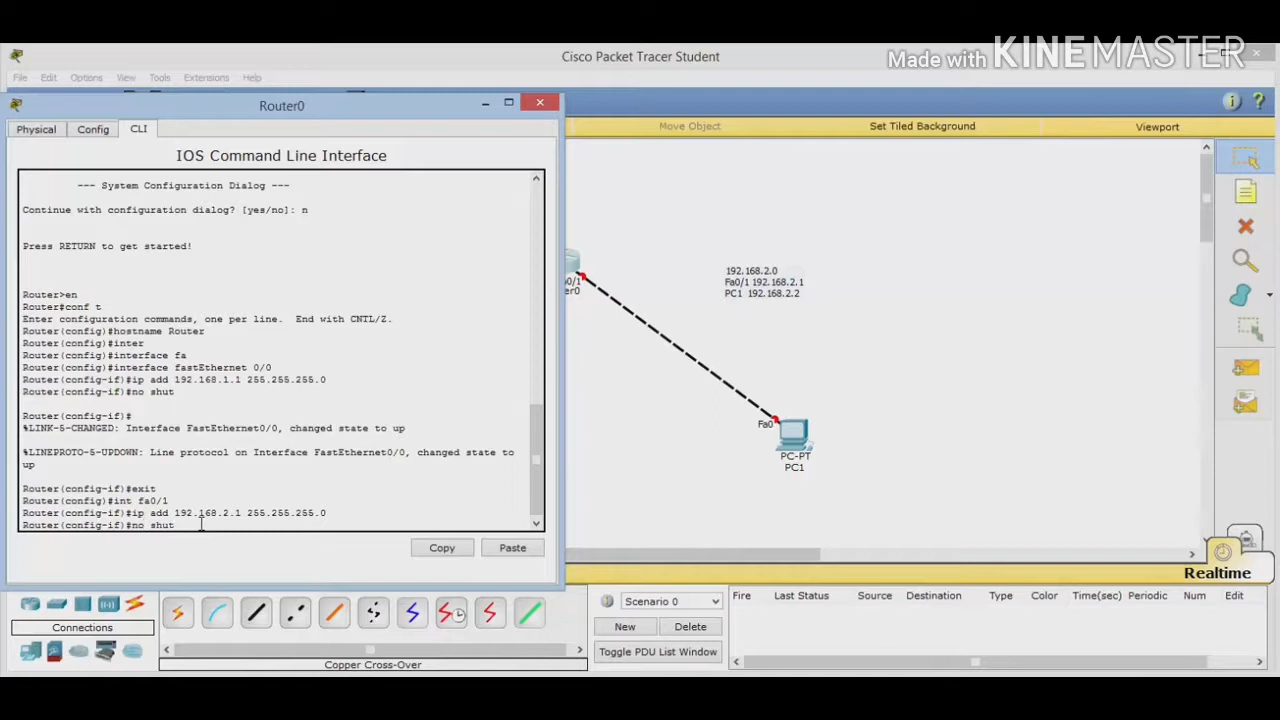 Cisco Packet Tracer Student
Made with KINEMASTER
File Edit Options View Tools Extensions Help
Router0
Move Object
Set Tiled Background
Viewport
Physical Config CLI
IOS Command Line Interface
--- System Configuration Dialog ---
Continue with configuration dialog? [yes/no]: n
Press RETURN to get started!
Router>en
Router#conf t
Enter configuration commands, one per line. End with CNTL/Z.
Router(config)#hostname Router
Router(config)#inter
Router(config)#interface fa
Router(config)#interface fastEthernet 0/0
Router(config-if)#ip add 192.168.1.1 255.255.255.0
Router(config-if)#no shut
Router(config-if)#
%LINK-5-CHANGED: Interface FastEthernet0/0, changed state to up
%LINEPROTO-5-UPDOWN: Line protocol on Interface FastEthernet0/0, changed state to
up
Router(config-if)#exit
Router(config)#int fa0/1
Router(config-if)#ip add 192.168.2.1 255.255.255.0
Router(config-if)#no shut
Copy Paste
a0/1
er0
192.168.2.0
Fa0/1 192.168.2.1
PC1 192.168.2.2
Fa0
PC-PT
PC1
Realtime
Connections
Copper Cross-Over
Scenario 0
New Delete
Toggle PDU List Window
Fire Last Status Source Destination Type Color Time(sec) Periodic Num Edit